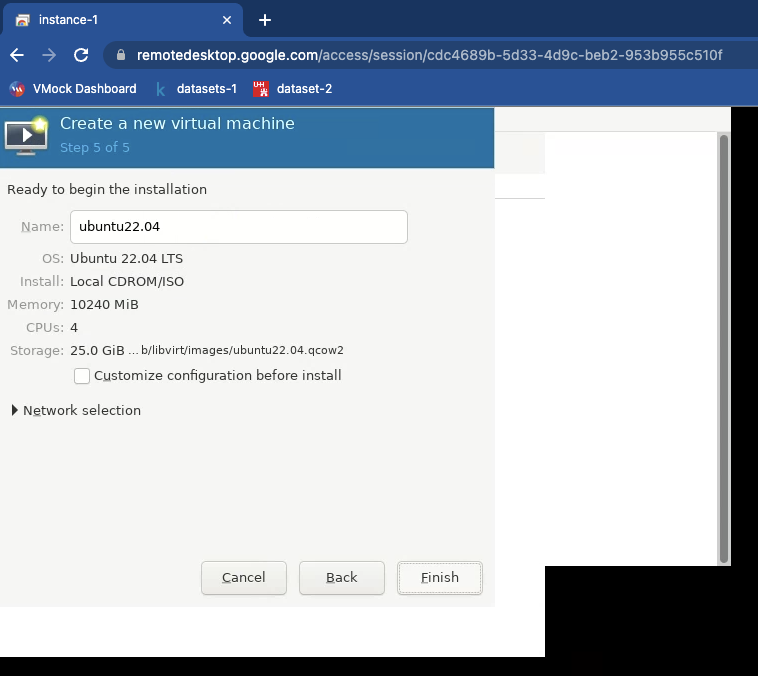 instance-1
remotedesktop.google.com/access/session/cdc4689b-5d33-4d9c-beb2-953b955c510f
VMock Dashboard k datasets-1 UH dataset-2
Create a new virtual machine
Step 5 of 5
Ready to begin the installation
Name: ubuntu22.04
OS: Ubuntu 22.04 LTS
Install: Local CDROM/ISO
Memory: 10240 MiB
CPUs: 4
Storage: 25.0 GiB ... b/libvirt/images/ubuntu22.04.qcow2
Customize configuration before install
Network selection
Cancel Back Finish